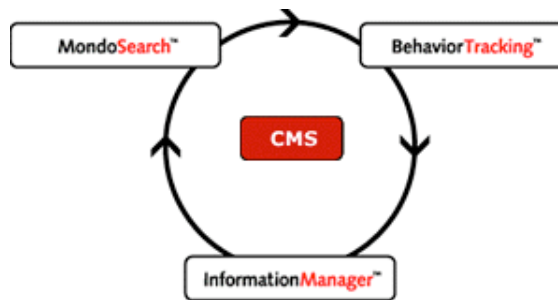 MondoSearch™
BehaviorTracking™
CMS
InformationManager™